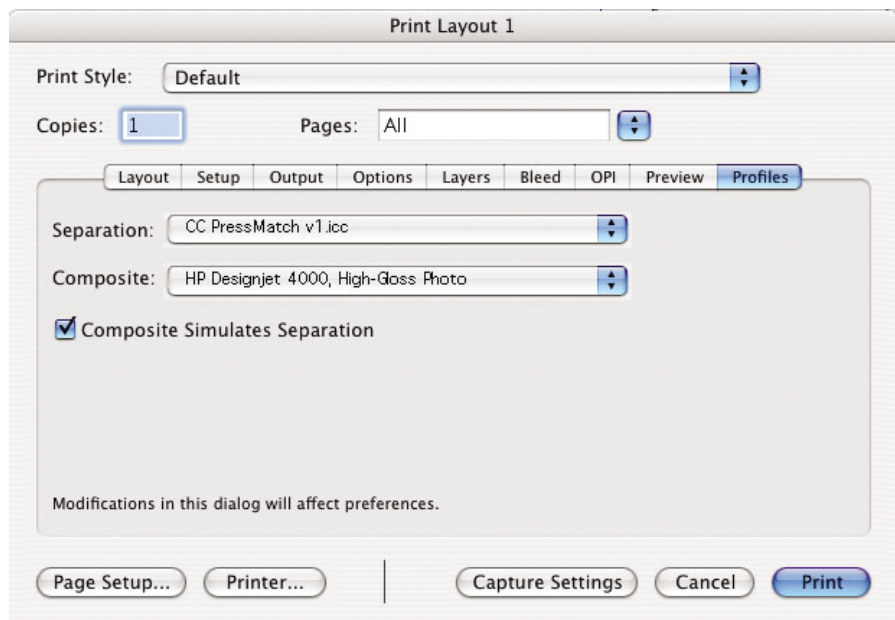 Print Layout 1
Print Style: Default
Copies: 1 Pages: All
Layout Setup Output Options Layers Bleed OPI Preview Profiles
Separation: CC PressMatch v1.icc
Composite: HP Designjet 4000, High-Gloss Photo
Composite Simulates Separation
Modifications in this dialog will affect preferences.
Page Setup... Printer... Capture Settings Cancel Print